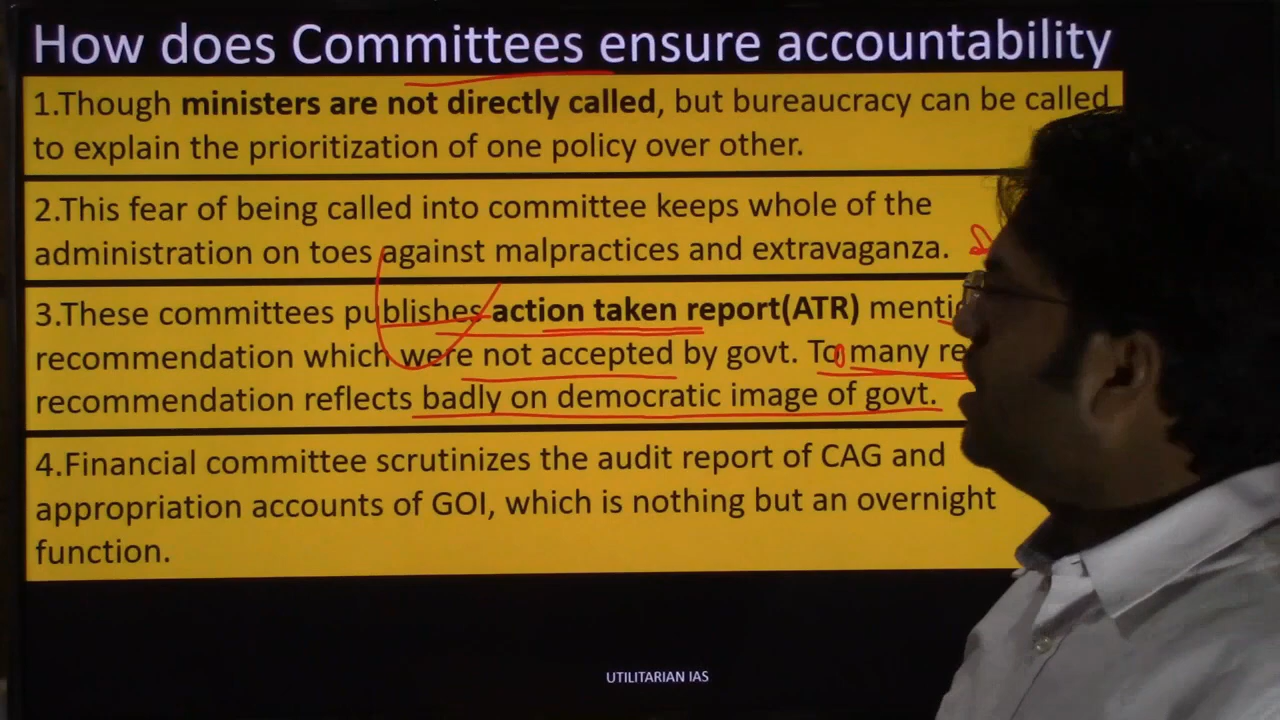 How does Committees ensure accountability
1.Though ministers are not directly called, but bureaucracy can be called
to explain the prioritization of one policy over other.
2.This fear of being called into committee keeps whole of the
administration on toes against malpractices and extravaganza.
3.These committees publishes action taken report(ATR)
recommendation which were not accepted by govt. To many
recommendation reflects badly on democratic image of govt.
4.Financial committee scrutinizes the audit report of CAG and
appropriation accounts of GOI, which is nothing but an overnight
function.
UTILITARIAN IAS